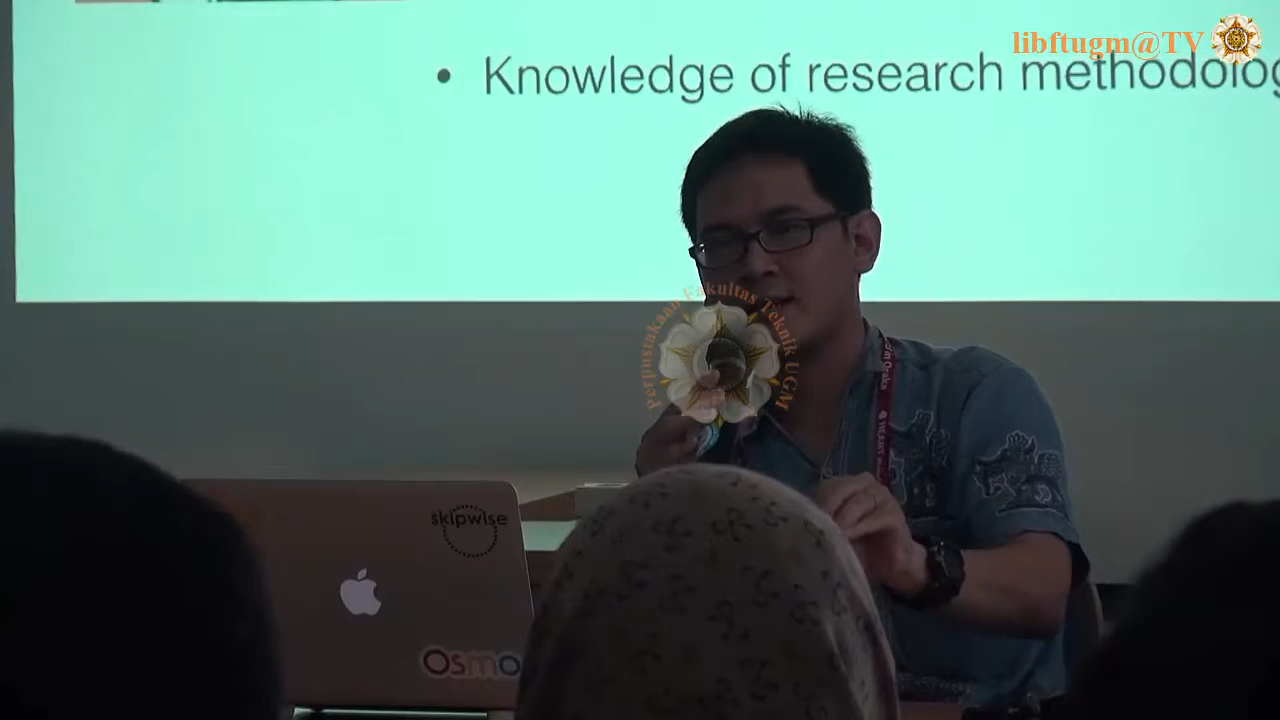 libftugm@TV
• Knowledge of research methodolog
Perpustakaan Fakultas Teknik UGM
skipwise
Osmo